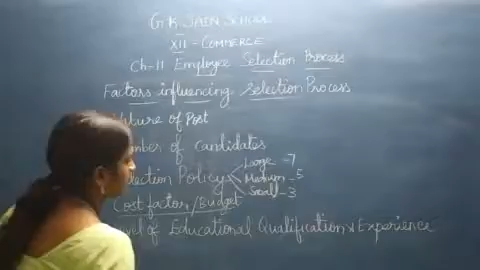 G.K. JAIN SCHOOL
XII - COMMERCE
Ch-11 Employee Selection Process
Factors influencing Selection Process
Nature of Post
Number of candidates
Selection Policy Large - 7
Medium - 5
Small - 3
Cost factor/Budget
Level of Educational Qualification & Experience